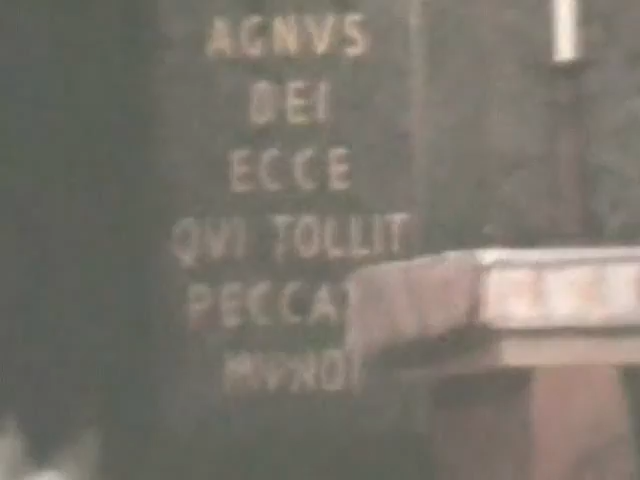 AGNVS
DEI
ECCE
QVI TOLLIT
PECCAT
MVNDI